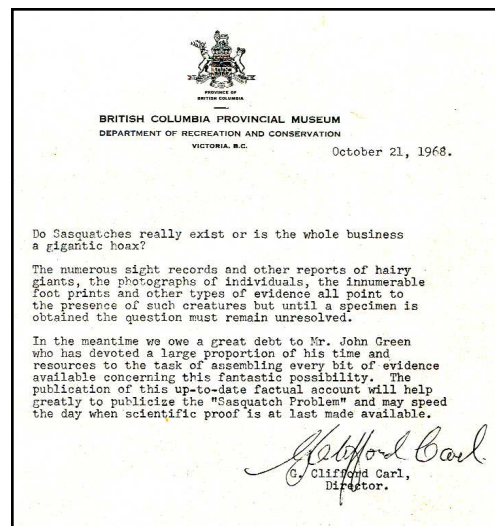 PROVINCE OF
BRITISH COLUMBIA
BRITISH COLUMBIA PROVINCIAL MUSEUM
DEPARTMENT OF RECREATION AND CONSERVATION
VICTORIA, B.C.
October 21, 1968.
Do Sasquatches really exist or is the whole business
a gigantic hoax?
The numerous sight records and other reports of hairy
giants, the photographs of individuals, the innumerable
foot prints and other types of evidence all point to
the presence of such creatures but until a specimen is
obtained the question must remain unresolved.
In the meantime we owe a great debt to Mr. John Green
who has devoted a large proportion of his time and
resources to the task of assembling every bit of evidence
available concerning this fantastic possibility. The
publication of this up-to-date factual account will help
greatly to publicize the "Sasquatch Problem" and may speed
the day when scientific proof is at last made available.
G Clifford Carl.
G. Clifford Carl,
Director.